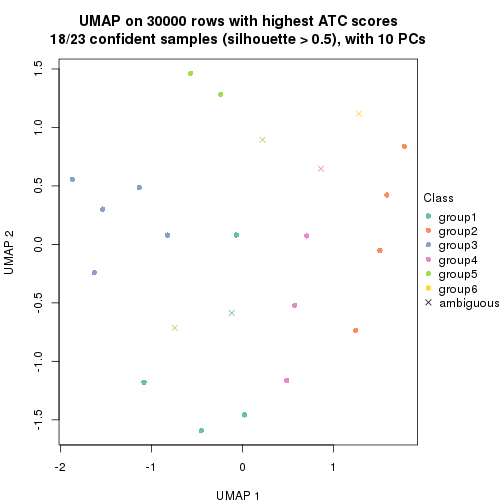 UMAP on 30000 rows with highest ATC scores
18/23 confident samples (silhouette > 0.5), with 10 PCs
1.5
1.0
0.5
0.0
-0.5
-1.0
-1.5
UMAP 2
-2
-1
0
1
UMAP 1
Class
group1
group2
group3
group4
group5
group6
ambiguous